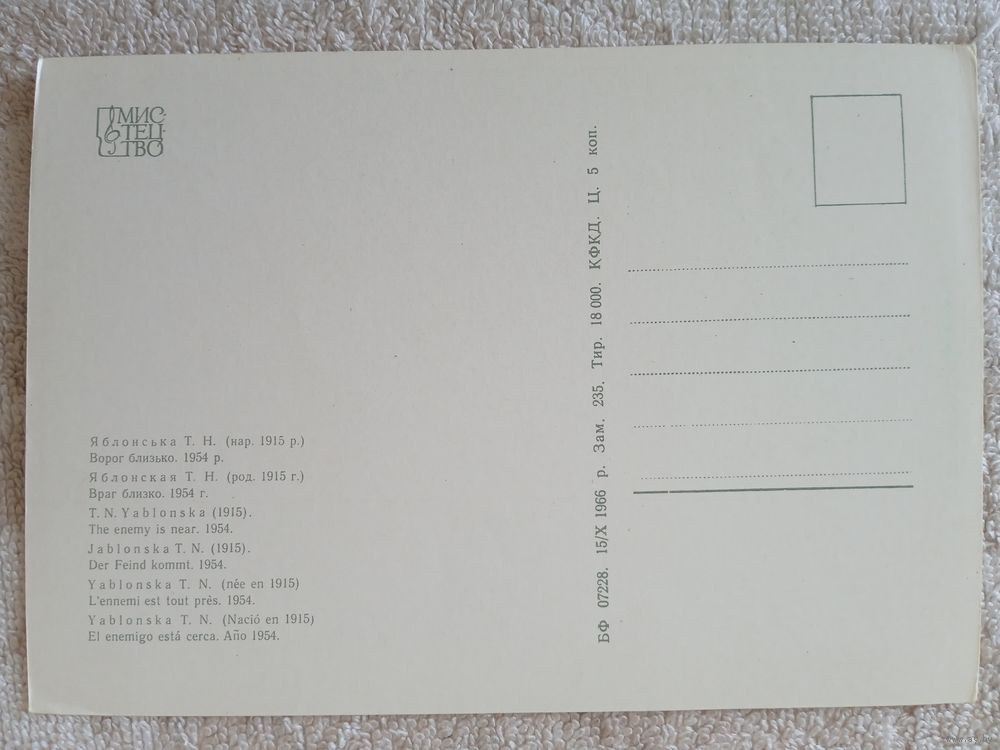 МИС-
ТЕЦ-
ТВО
Яблонська Т. Н. (нар. 1915 р.)
Ворог близько. 1954 р.
Яблонская Т. Н. (род. 1915 г.)
Враг близко. 1954 г.
T. N. Yablonska (1915).
The enemy is near. 1954.
Jablonska T. N. (1915).
Der Feind kommt. 1954.
Yablonska T. N. (née en 1915)
L'ennemi est tout près. 1954.
Yablonska T. N. (Nació en 1915)
El enemigo está cerca. Año 1954.
БФ 07228. 15/X 1966 р. Зам. 235. Тир. 18 000. КФКД. Ц. 5 коп.